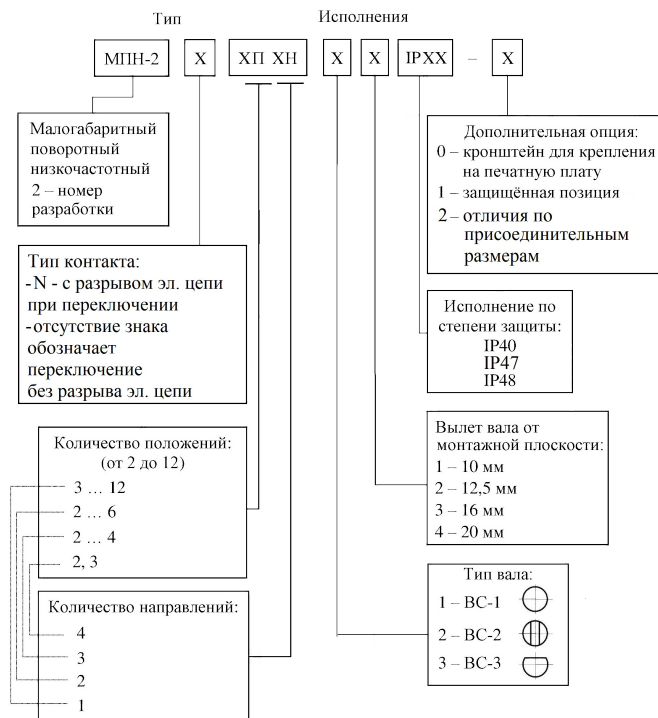 Тип
Исполнения
МПН-2
Х
ХП ХН
Х
Х
IPХХ
–
Х
Малогабаритный
поворотный
низкочастотный
2 – номер
разработки
Тип контакта:
-N - с разрывом эл. цепи
при переключении
-отсутствие знака
обозначает
переключение
без разрыва эл. цепи
Количество положений:
(от 2 до 12)
3 … 12
2 … 6
2 … 4
2, 3
Количество направлений:
4
3
2
1
Дополнительная опция:
0 – кронштейн для крепления
на печатную плату
1 – защищённая позиция
2 – отличия по
присоединительным
размерам
Исполнение по
степени защиты:
IP40
IP47
IP48
Вылет вала от
монтажной плоскости:
1 – 10 мм
2 – 12,5 мм
3 – 16 мм
4 – 20 мм
Тип вала:
1 – ВС-1
2 – ВС-2
3 – ВС-3